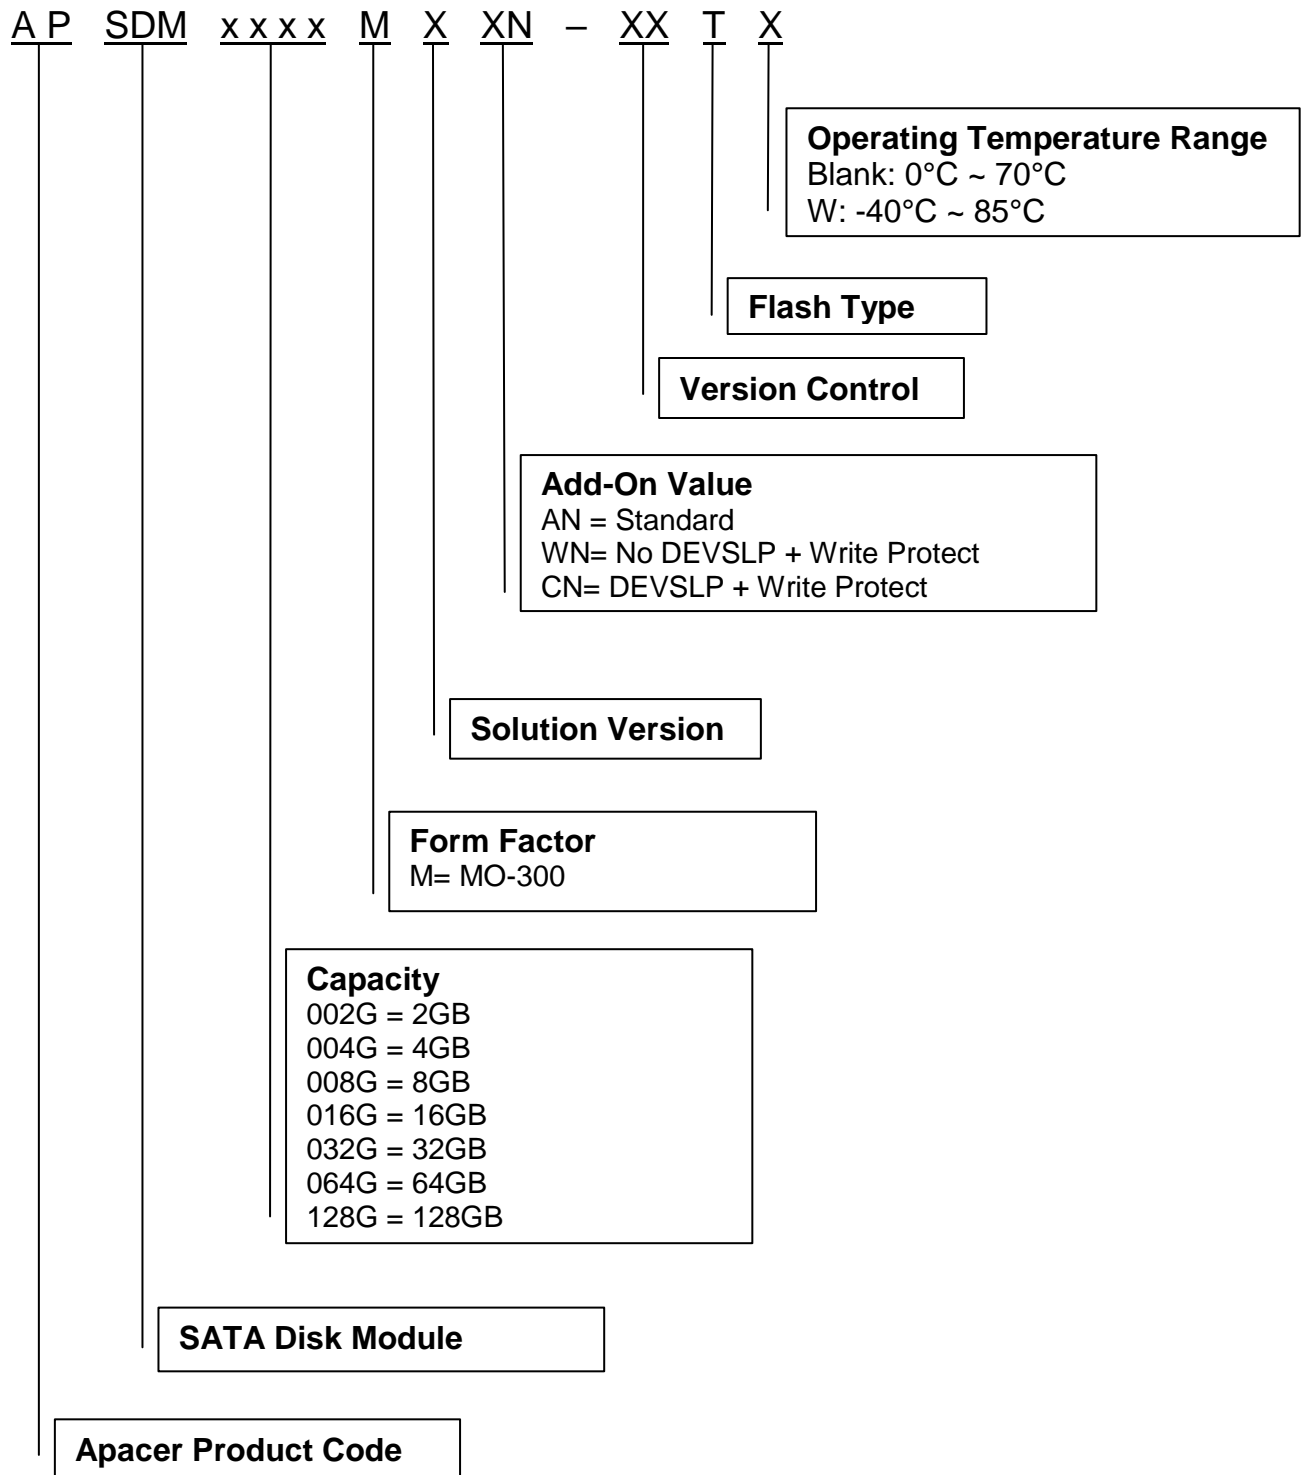 A P SDM x x x x M X XN – XX T X
Operating Temperature Range
Blank: 0°C ~ 70°C
W: -40°C ~ 85°C
Flash Type
Version Control
Add-On Value
AN = Standard
WN= No DEVSLP + Write Protect
CN= DEVSLP + Write Protect
Solution Version
Form Factor
M= MO-300
Capacity
002G = 2GB
004G = 4GB
008G = 8GB
016G = 16GB
032G = 32GB
064G = 64GB
128G = 128GB
SATA Disk Module
Apacer Product Code